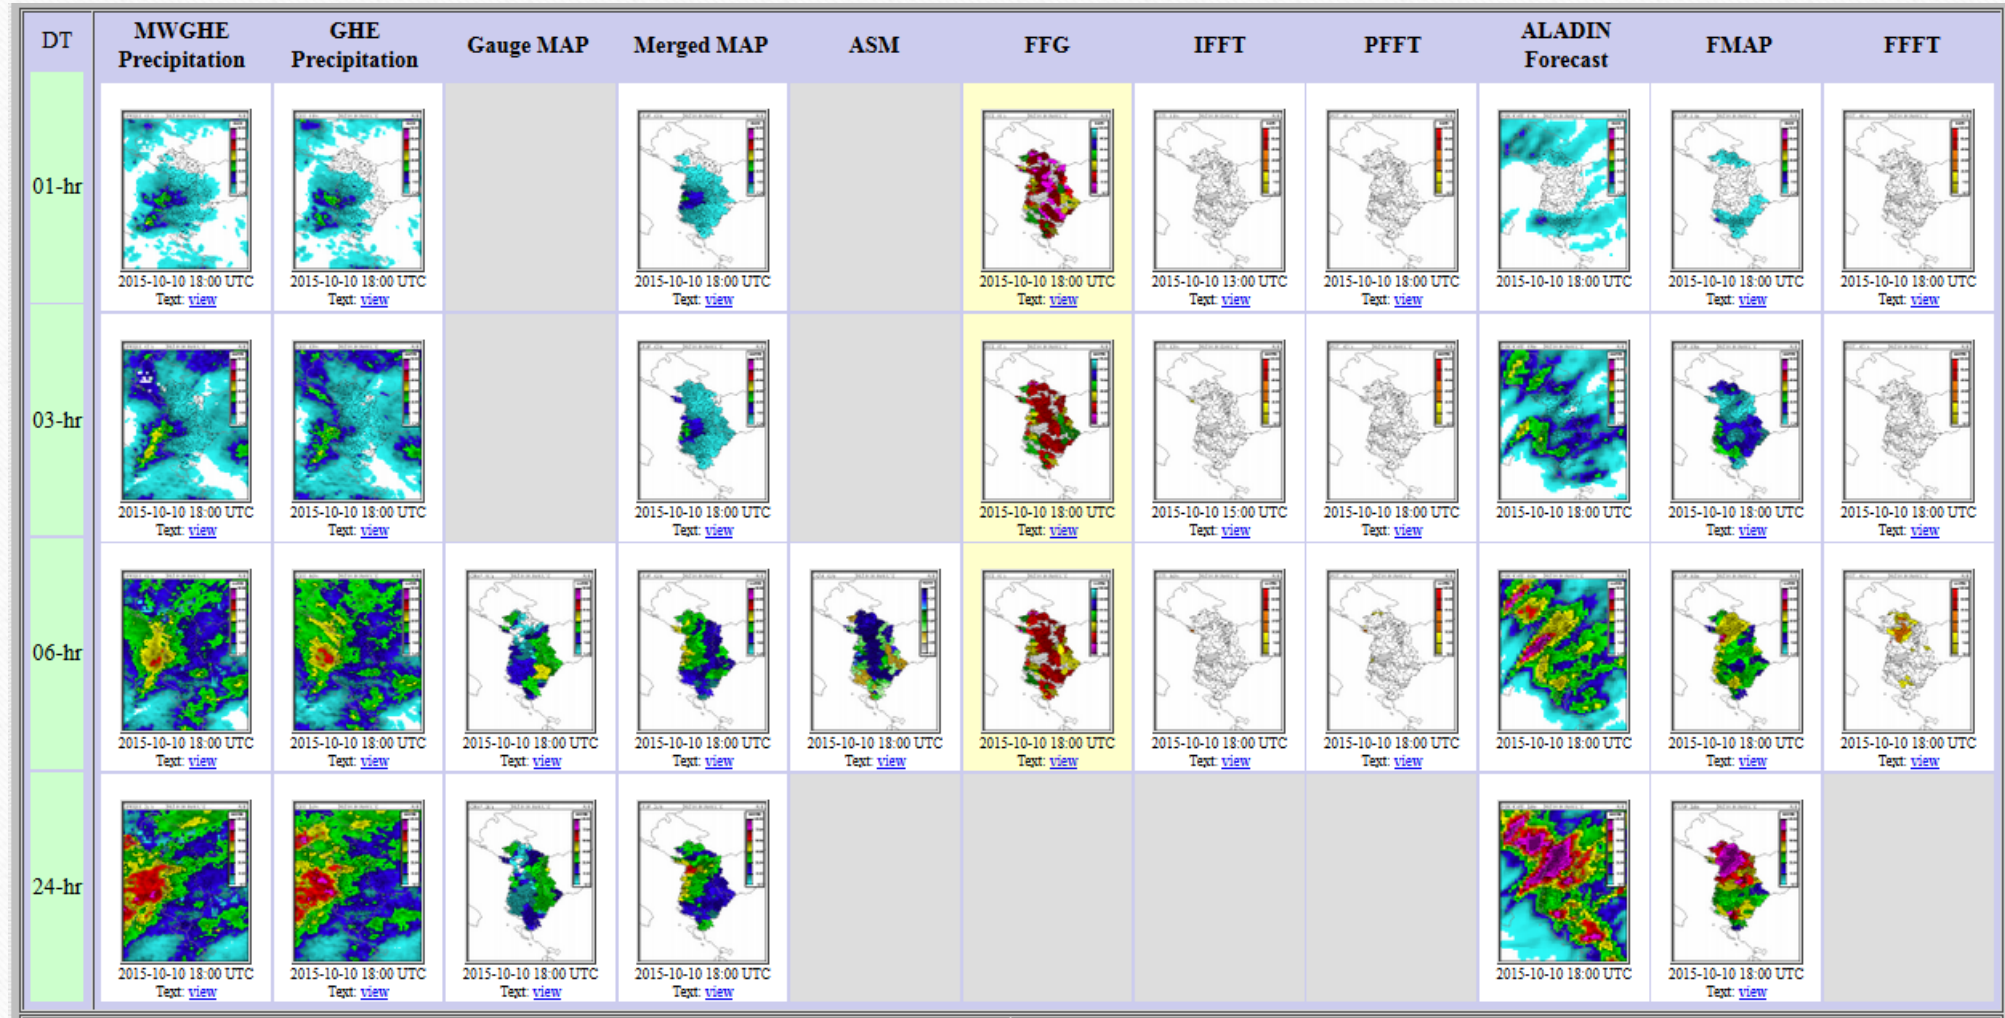 DT MWGHE Precipitation GHE Precipitation Gauge MAP Merged MAP ASM FFG IFFT PFFT ALADIN Forecast FMAP FFFT
01-hr
2015-10-10 18:00 UTC 2015-10-10 18:00 UTC 2015-10-10 18:00 UTC 2015-10-10 18:00 UTC 2015-10-10 13:00 UTC 2015-10-10 18:00 UTC 2015-10-10 18:00 UTC 2015-10-10 18:00 UTC 2015-10-10 18:00 UTC
Text: view Text: view Text: view Text: view Text: view Text: view Text: view Text: view
03-hr
2015-10-10 18:00 UTC 2015-10-10 18:00 UTC 2015-10-10 18:00 UTC 2015-10-10 18:00 UTC 2015-10-10 15:00 UTC 2015-10-10 18:00 UTC 2015-10-10 18:00 UTC 2015-10-10 18:00 UTC 2015-10-10 18:00 UTC
Text: view Text: view Text: view Text: view Text: view Text: view Text: view Text: view
06-hr
2015-10-10 18:00 UTC 2015-10-10 18:00 UTC 2015-10-10 18:00 UTC 2015-10-10 18:00 UTC 2015-10-10 18:00 UTC 2015-10-10 18:00 UTC 2015-10-10 18:00 UTC 2015-10-10 18:00 UTC 2015-10-10 18:00 UTC 2015-10-10 18:00 UTC 2015-10-10 18:00 UTC
Text: view Text: view Text: view Text: view Text: view Text: view Text: view Text: view Text: view Text: view
24-hr
2015-10-10 18:00 UTC 2015-10-10 18:00 UTC 2015-10-10 18:00 UTC 2015-10-10 18:00 UTC 2015-10-10 18:00 UTC 2015-10-10 18:00 UTC
Text: view Text: view Text: view Text: view Text: view